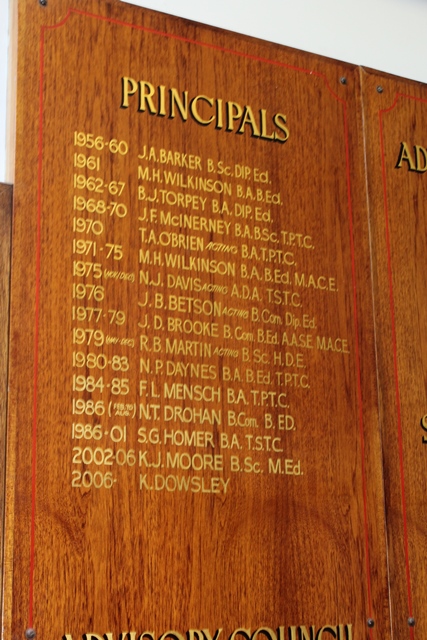 PRINCIPALS
1956-60 J.A. BARKER B.Sc. DIP. Ed.
1961 M.H. WILKINSON B.A. B.Ed.
1962-67 B.J. TORPEY B.A. DIP. Ed.
1968-70 J.F. McINERNEY B.A. B.Sc. T.P.T.C.
1970 T.A. O'BRIEN ACTING B.A. T.P.T.C.
1971-75 M.H. WILKINSON B.A. B.Ed. M.A.C.E.
1975 (NOV/DEC) N.J. DAVIS ACTING A.D.A. T.S.T.C.
1976 J.B. BETSON ACTING B.Com. Dip. Ed.
1977-79 J.D. BROOKE B.Com. B.Ed. A.A.S.E. M.A.C.E.
1979 R.B. MARTIN ACTING B.Sc. H.D.E.
1980-83 N.P. DAYNES B.A. B.Ed. T.P.T.C.
1984-85 F.L. MENSCH B.A. T.P.T.C.
1986 N.T. DROHAN B.Com. B. ED.
1986-01 S.G. HOMER B.A. T.S.T.C.
2002-06 K.J. MOORE B.Sc. M.Ed.
2006- K. DOWSLEY
ADVISORY COUNCIL
AD